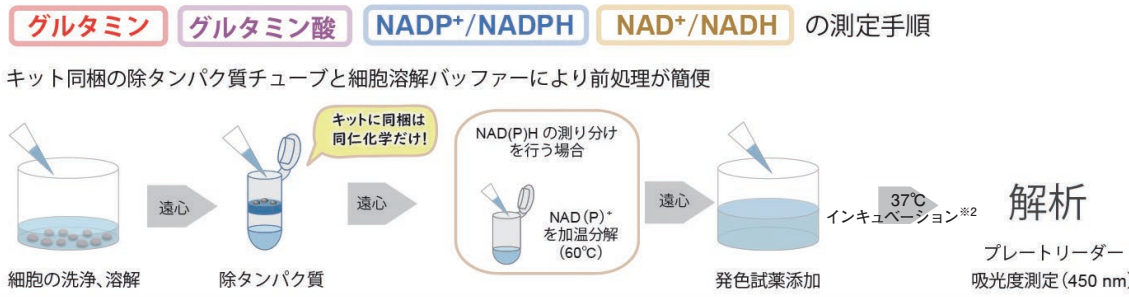 グルタミン グルタミン酸 NADP⁺/NADPH NAD⁺/NADH の測定手順
キット同梱の除タンパク質チューブと細胞溶解バッファーにより前処理が簡便
キットに同梱は
同仁化学だけ!
NAD(P)H の測り分け
を行う場合
遠心
遠心
NAD(P)⁺
を加温分解
(60℃)
遠心
37℃
インキュベーション※2
解析
細胞の洗浄、溶解
除タンパク質
発色試薬添加
プレートリーダー
吸光度測定(450 nm)